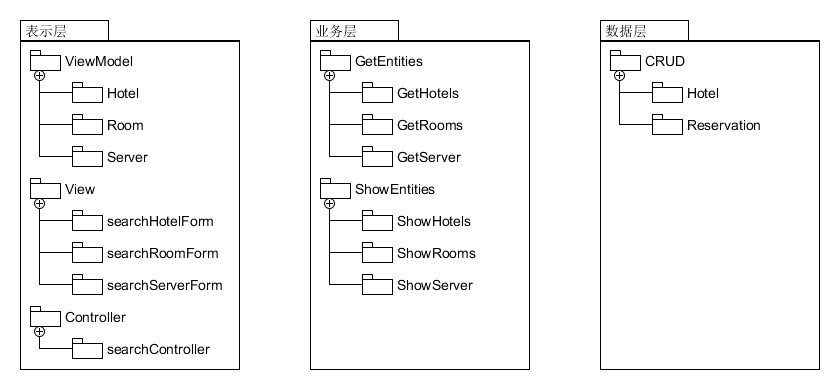 表示层
ViewModel
Hotel
Room
Server
View
searchHotelForm
searchRoomForm
searchServerForm
Controller
searchController
业务层
GetEntities
GetHotels
GetRooms
GetServer
ShowEntities
ShowHotels
ShowRooms
ShowServer
数据层
CRUD
Hotel
Reservation